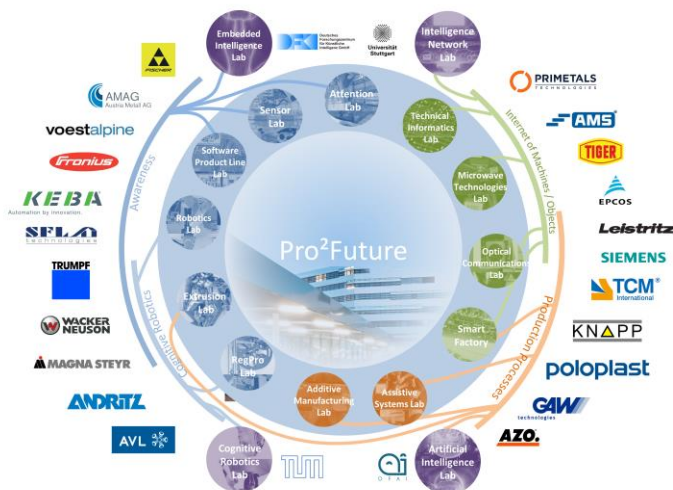 Embedded
Intelligence
Lab
Deutsches
Forschungszentrum
für Künstliche
Intelligenz GmbH
Universität
Stuttgart
Intelligence
Network
Lab
FISCHER
AMAG
Austria Metall AG
voestalpine
Fronius
KEBA
Automation by innovation.
technologies
TRUMPF
WACKER
NEUSON
MAGNA STEYR
ANDRITZ
AVL
PRIMETALS
TECHNOLOGIES
AMS
TIGER
EPCOS
Leistritz
SIEMENS
TCM
International
KNAPP
poloplast
GAW
technologies
AZO.
Awareness
Cognitive Robotics
Internet of Machines / Objects
Production Processes
Attention
Lab
Sensor
Lab
Software
Product Line
Lab
Robotics
Lab
Extrusion
Lab
RegPro
Lab
Additive
Manufacturing
Lab
Assistive
Systems Lab
Smart
Factory
Optical
Communication
Lab
Microwave
Technologies
Lab
Technical
Informatics
Lab
Pro²Future
Cognitive
Robotics
Lab
TUM
OFAI
Artificial
Intelligence
Lab